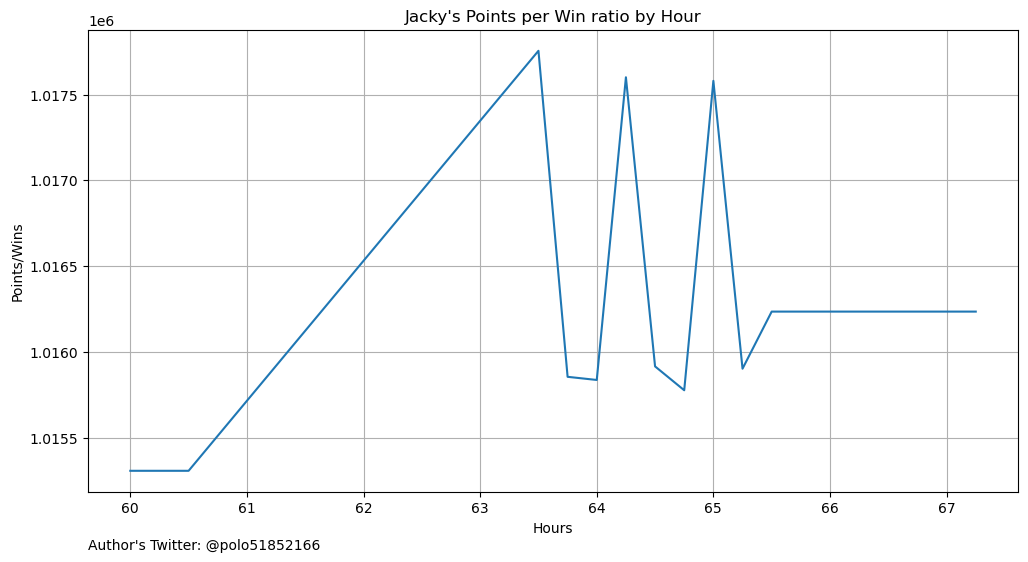 Jacky's Points per Win ratio by Hour
1e6
1.0175
1.0170
1.0165
1.0160
1.0155
Points/Wins
60 61 62 63 64 65 66 67
Hours
Author's Twitter: @polo51852166